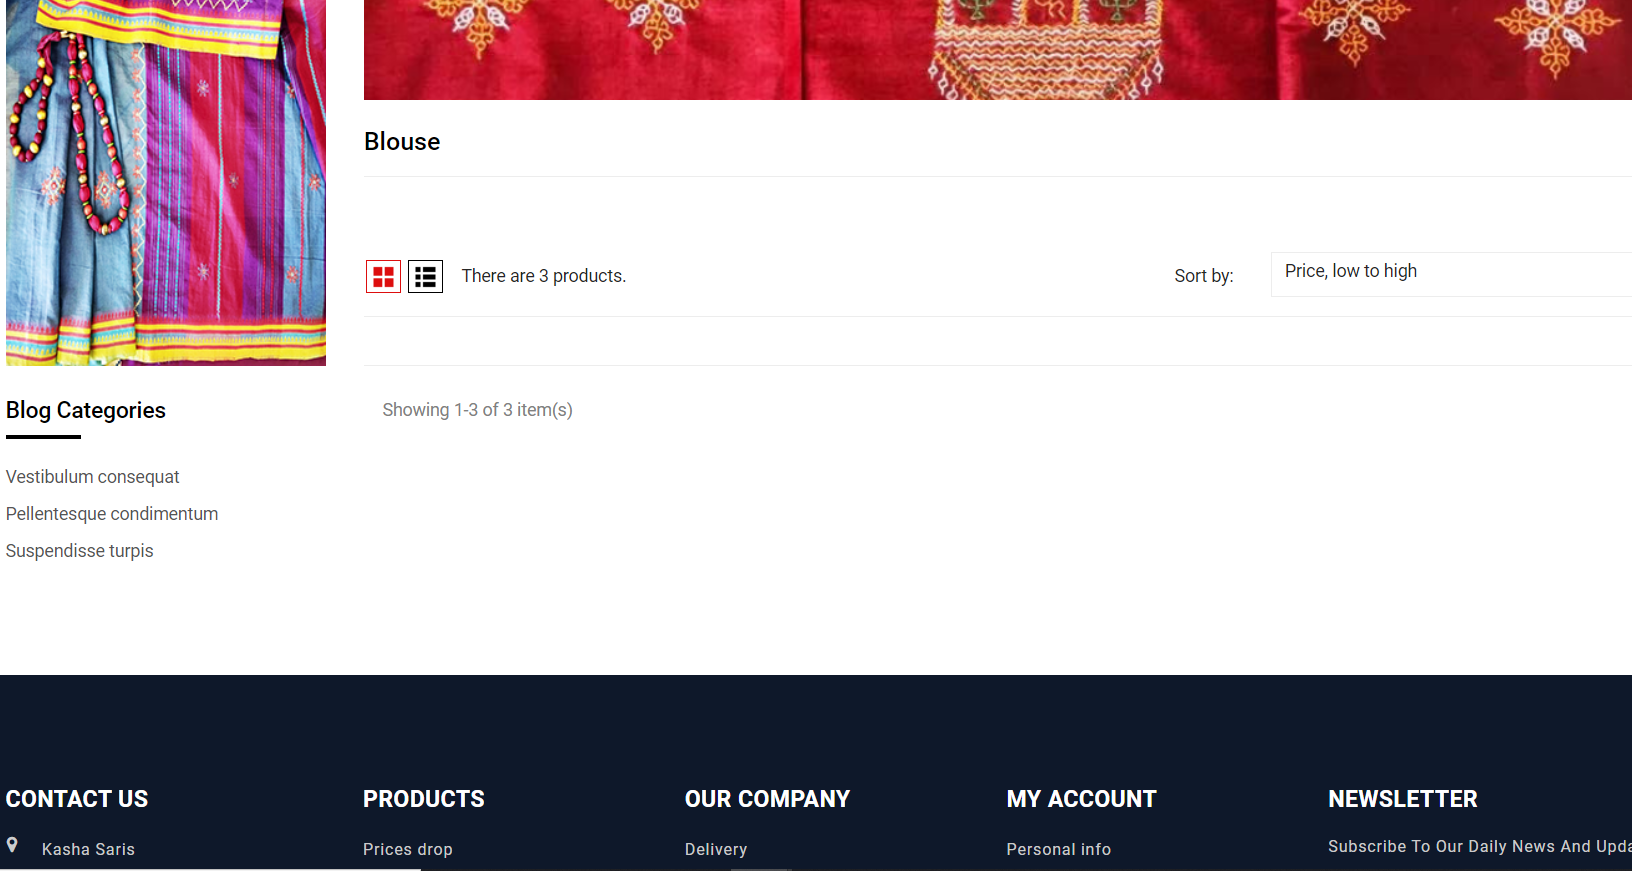 Blouse
There are 3 products.
Sort by:
Price, low to high
Showing 1-3 of 3 item(s)
Blog Categories
Vestibulum consequat
Pellentesque condimentum
Suspendisse turpis
CONTACT US
Kasha Saris
PRODUCTS
Prices drop
OUR COMPANY
Delivery
MY ACCOUNT
Personal info
NEWSLETTER
Subscribe To Our Daily News And